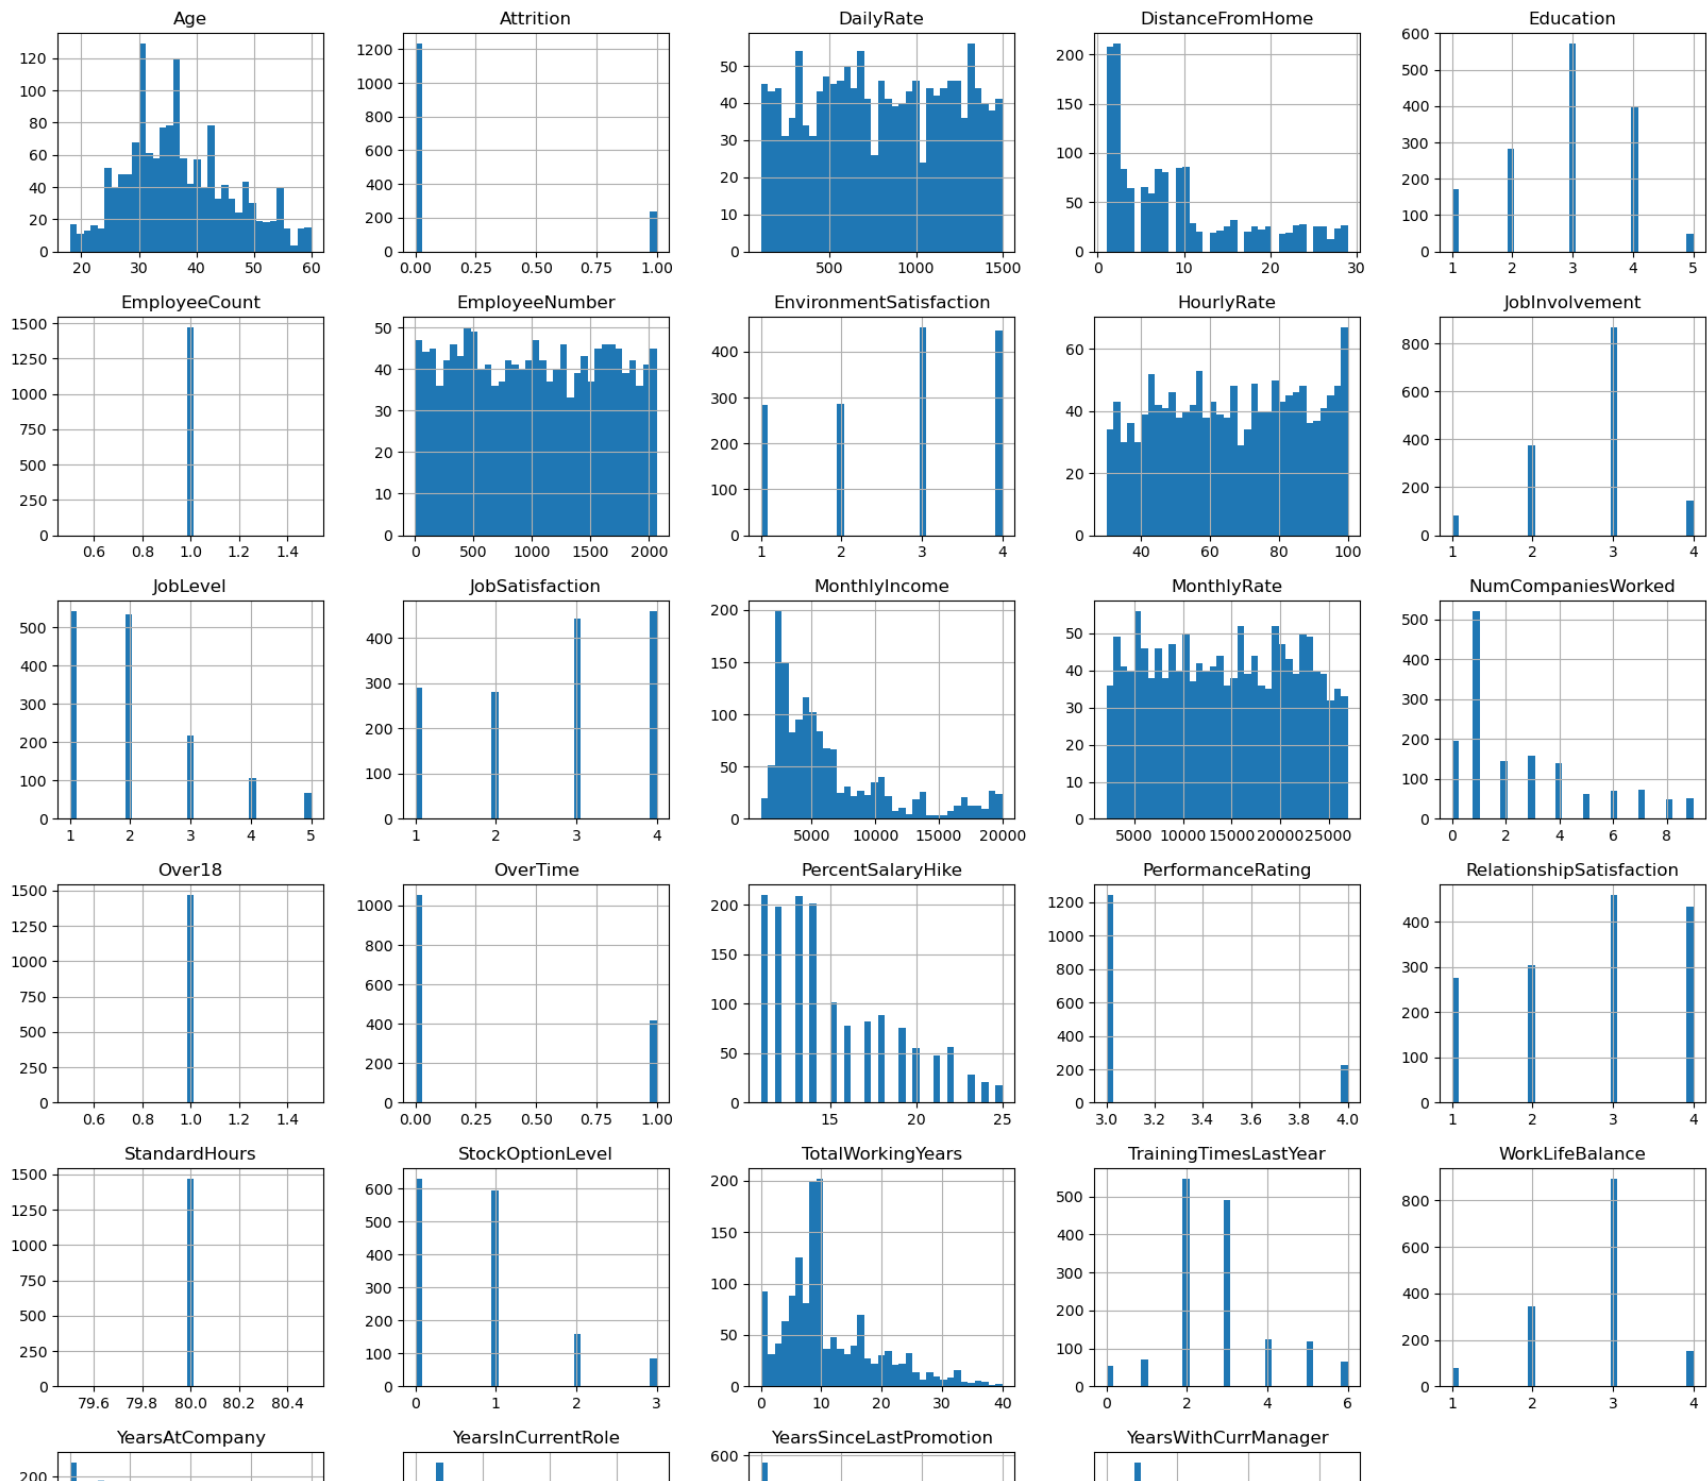 Age Attrition DailyRate DistanceFromHome Education
120 100 80 60 40 20 0
20 30 40 50 60
1200 1000 800 600 400 200 0
0.00 0.25 0.50 0.75 1.00
50 40 30 20 10 0
500 1000 1500
200 150 100 50 0
0 10 20 30
600 500 400 300 200 100 0
1 2 3 4 5
EmployeeCount EmployeeNumber EnvironmentSatisfaction HourlyRate JobInvolvement
1500 1250 1000 750 500 250 0
0.6 0.8 1.0 1.2 1.4
50 40 30 20 10 0
0 500 1000 1500 2000
400 300 200 100 0
1 2 3 4
60 40 20 0
40 60 80 100
800 600 400 200 0
1 2 3 4
JobLevel JobSatisfaction MonthlyIncome MonthlyRate NumCompaniesWorked
500 400 300 200 100 0
1 2 3 4 5
400 300 200 100 0
1 2 3 4
200 150 100 50 0
5000 10000 15000 20000
50 40 30 20 10 0
5000 10000 15000 20000 25000
500 400 300 200 100 0
0 2 4 6 8
Over18 OverTime PercentSalaryHike PerformanceRating RelationshipSatisfaction
1500 1250 1000 750 500 250 0
0.6 0.8 1.0 1.2 1.4
1000 800 600 400 200 0
0.00 0.25 0.50 0.75 1.00
200 150 100 50 0
15 20 25
1200 1000 800 600 400 200 0
3.0 3.2 3.4 3.6 3.8 4.0
400 300 200 100 0
1 2 3 4
StandardHours StockOptionLevel TotalWorkingYears TrainingTimesLastYear WorkLifeBalance
1500 1250 1000 750 500 250 0
79.6 79.8 80.0 80.2 80.4
600 500 400 300 200 100 0
0 1 2 3
200 150 100 50 0
0 10 20 30 40
500 400 300 200 100 0
0 2 4 6
800 600 400 200 0
1 2 3 4
YearsAtCompany YearsInCurrentRole YearsSinceLastPromotion YearsWithCurrManager
200
600